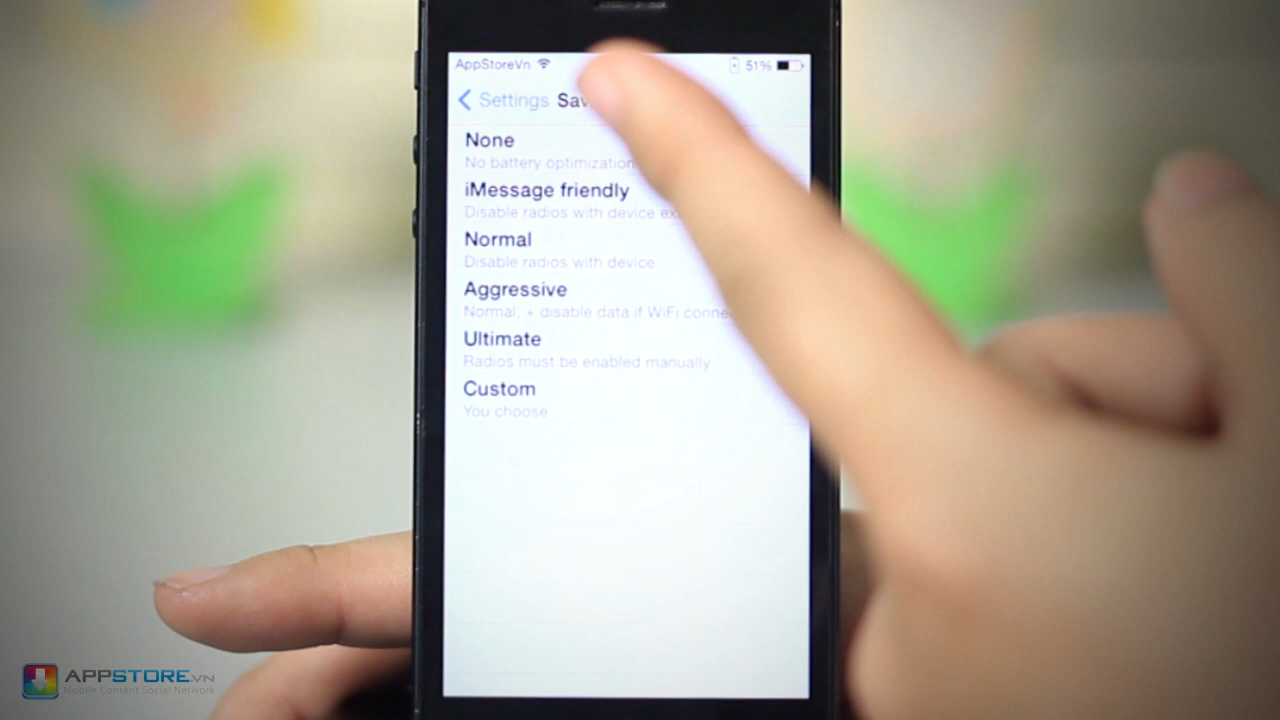 AppStoreVn 51%
Settings
None
No battery optimization
iMessage friendly
Disable radios with device
Normal
Disable radios with device
Aggressive
Normal, + disable data if WiFi
Ultimate
Radios must be enabled manually
Custom
You choose
APPSTORE.VN
Mobile Content Social Network